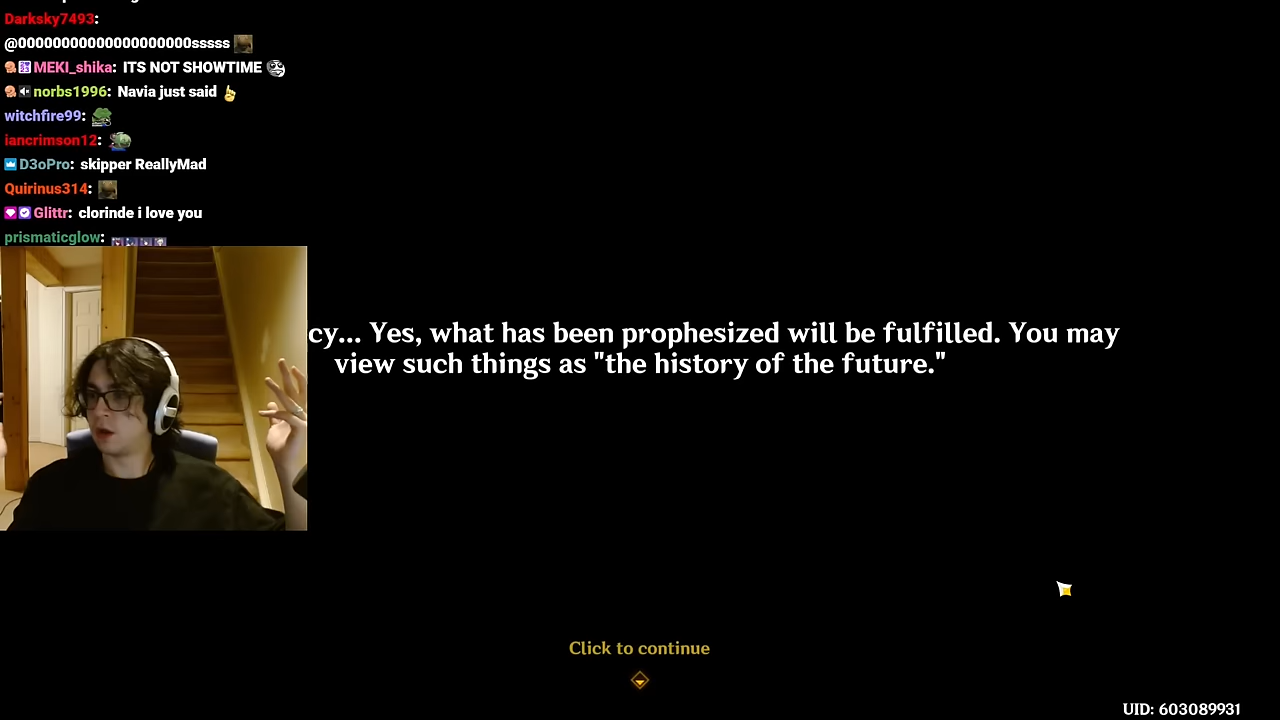 Darksky7493:
@00000000000000000000sssss
MEKI_shika: ITS NOT SHOWTIME
norbs1996: Navia just said
witchfire99:
iancrimson12:
D3oPro: skipper ReallyMad
Quirinus314:
Glittr: clorinde i love you
prismaticglow:
cy... Yes, what has been prophesized will be fulfilled. You may
view such things as "the history of the future."
Click to continue
UID: 603089931